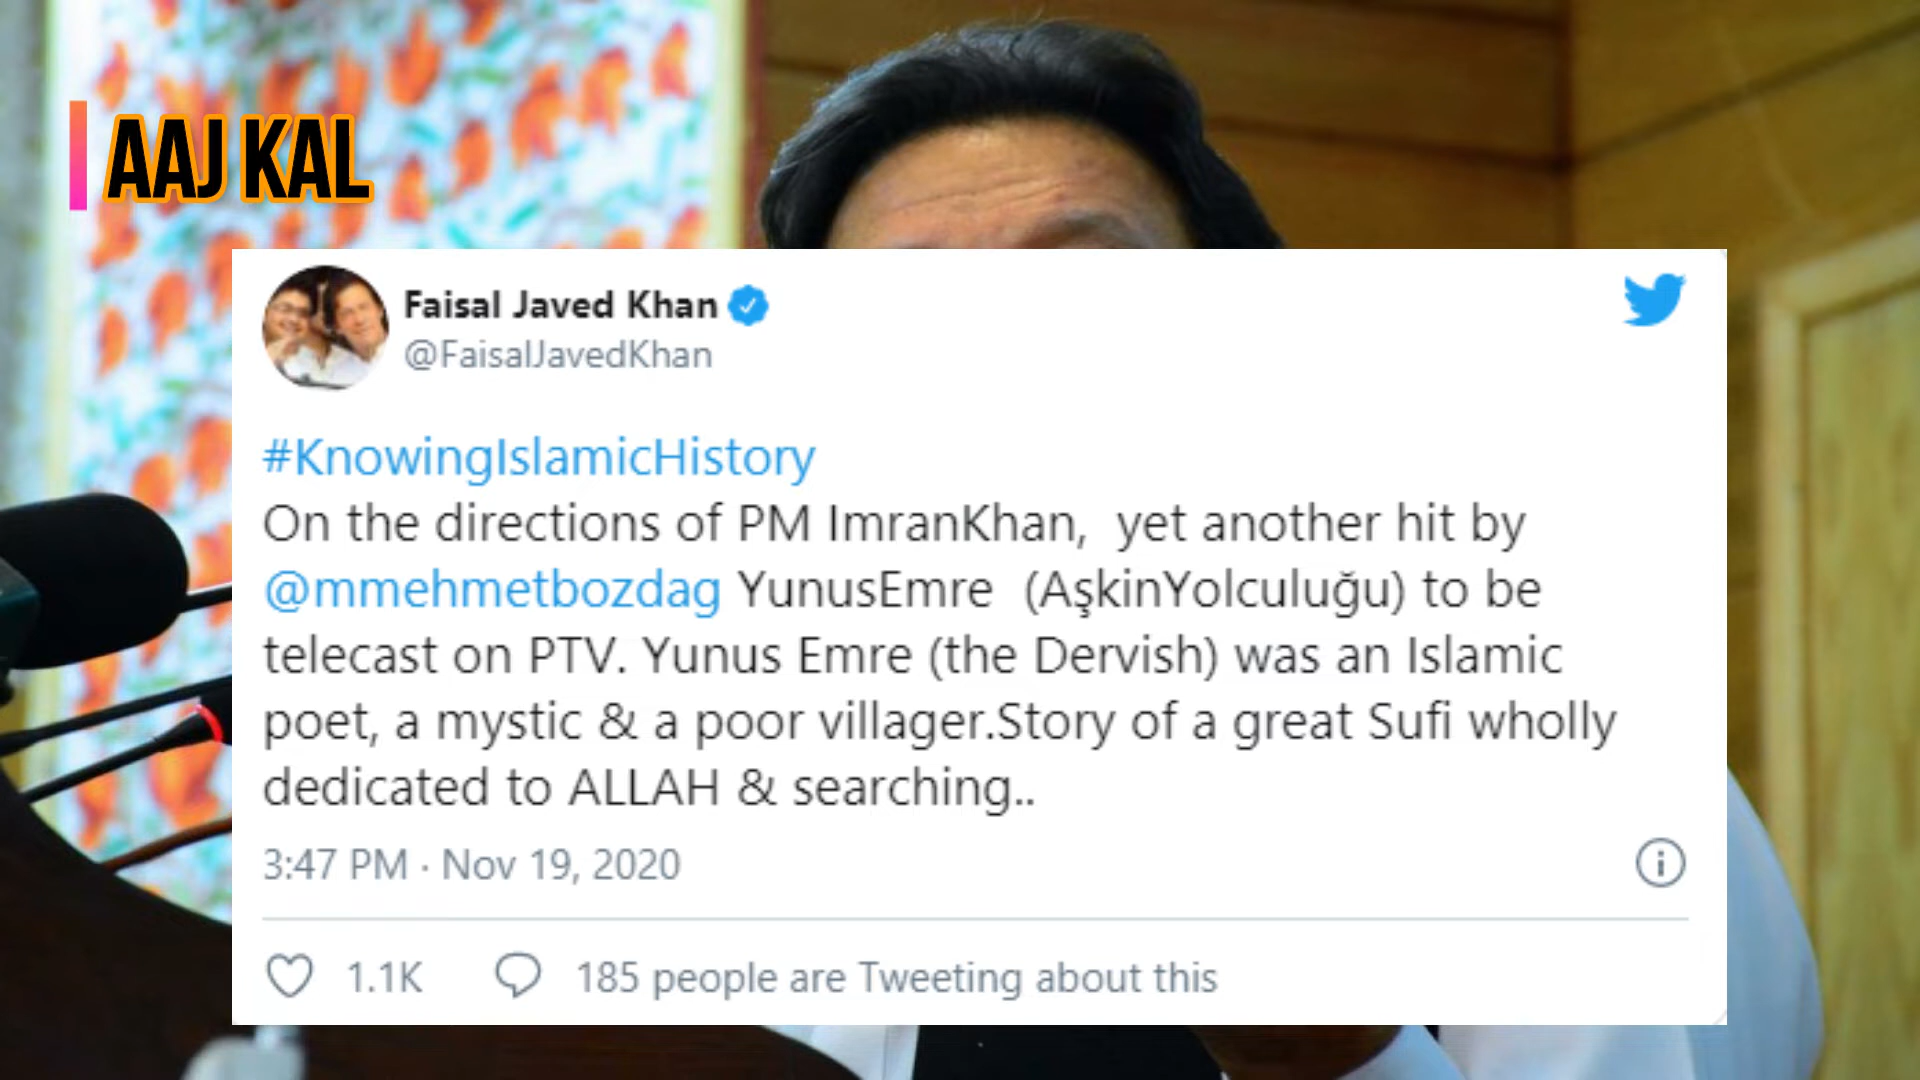 AAJ KAL
Faisal Javed Khan
@FaisalJavedKhan
#KnowingIslamicHistory
On the directions of PM ImranKhan,  yet another hit by
@mmehmetbozdag YunusEmre  (AşkinYolculuğu) to be
telecast on PTV. Yunus Emre (the Dervish) was an Islamic
poet, a mystic & a poor villager.Story of a great Sufi wholly
dedicated to ALLAH & searching..
3:47 PM · Nov 19, 2020
1.1K 185 people are Tweeting about this